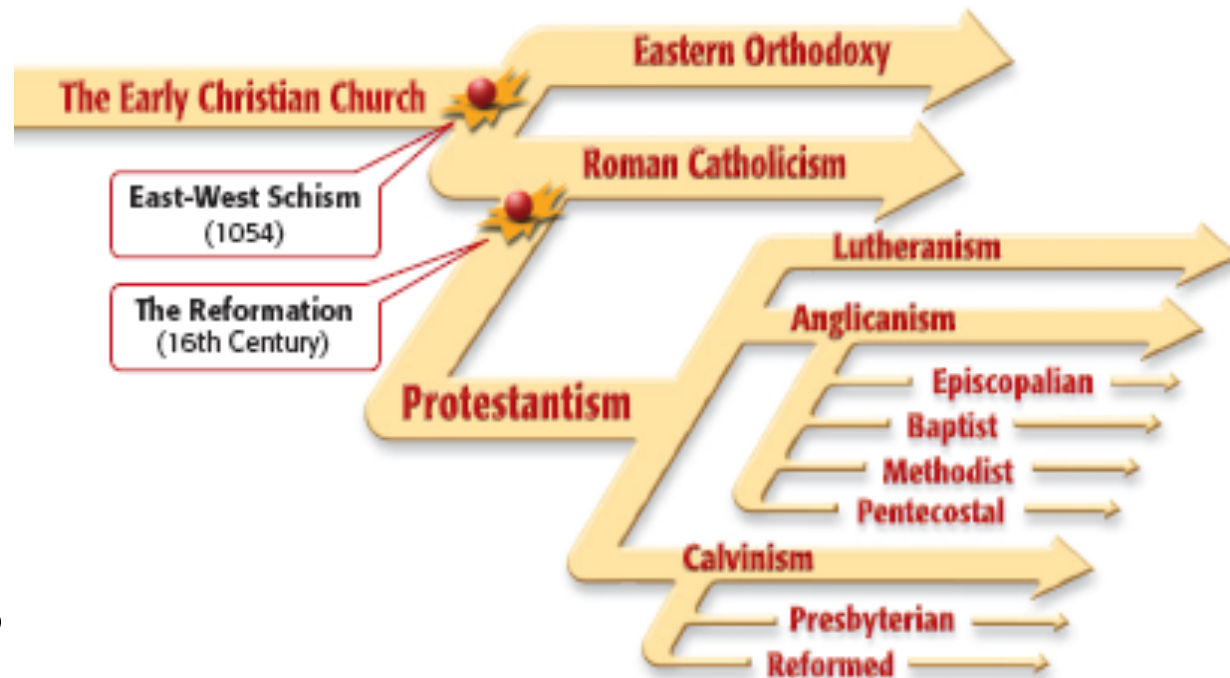 Eastern Orthodoxy
The Early Christian Church
Roman Catholicism
East-West Schism
(1054)
Lutheranism
The Reformation
(16th Century)
Anglicanism
Protestantism
Episcopalian
Baptist
Methodist
Pentecostal
Calvinism
Presbyterian
Reformed